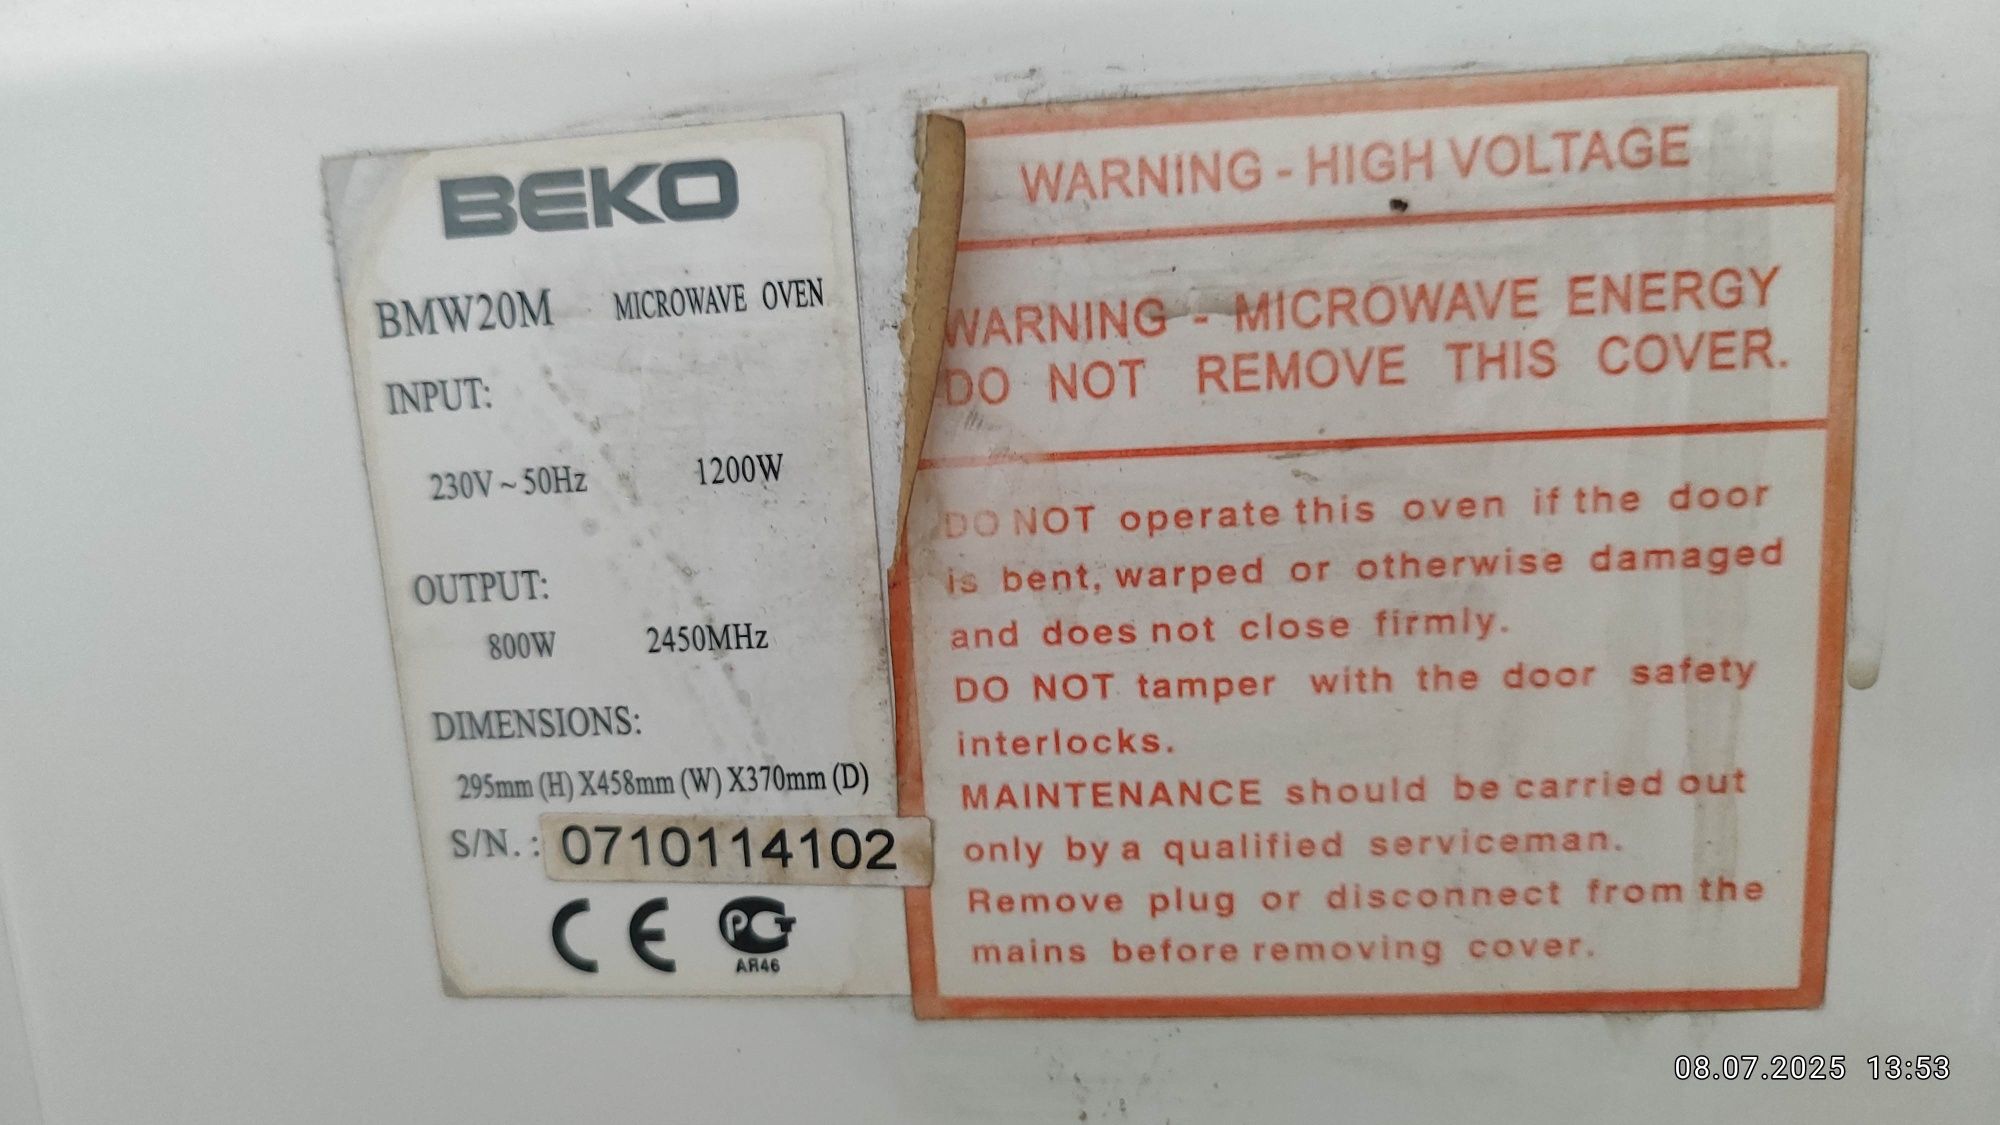 BEKO
BMW20M MICROWAVE OVEN
INPUT:
230V ~ 50Hz 1200W
OUTPUT:
800W 2450MHz
DIMENSIONS:
295mm (H) X458mm (W) X370mm (D)
S/N. : 0710114102
CE PCT
АЯ46
WARNING - HIGH VOLTAGE
WARNING - MICROWAVE ENERGY
DO NOT REMOVE THIS COVER.
DO NOT operate this oven if the door
is bent, warped or otherwise damaged
and does not close firmly.
DO NOT tamper with the door safety
interlocks.
MAINTENANCE should be carried out
only by a qualified serviceman.
Remove plug or disconnect from the
mains before removing cover.
08.07.2025 13:53